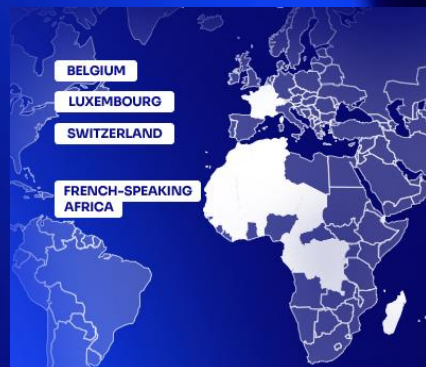 BELGIUM
LUXEMBOURG
SWITZERLAND
FRENCH-SPEAKING
AFRICA